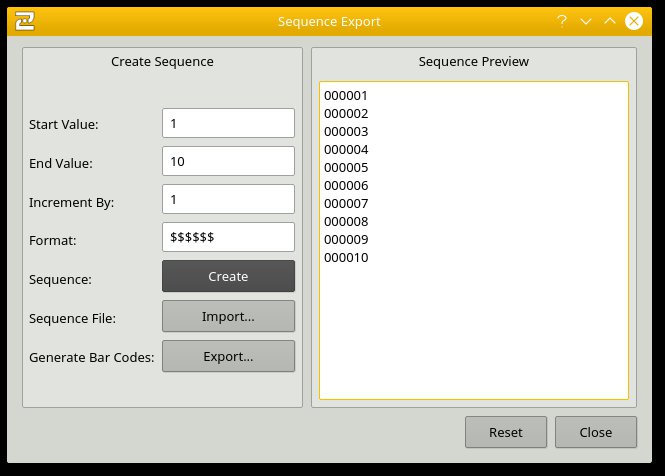 Sequence Export
Create Sequence
Start Value: 1
End Value: 10
Increment By: 1
Format: $$$$$$
Sequence: Create
Sequence File: Import...
Generate Bar Codes: Export...
Sequence Preview
000001
000002
000003
000004
000005
000006
000007
000008
000009
000010
Reset Close